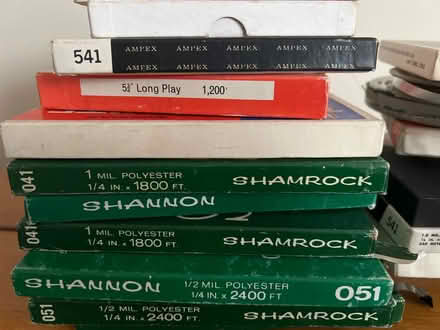 AMPEX AMPEX AMPEX AMPEX AMPEX
541
AMPEX AMPEX AMPEX AMPEX AMPEX
5¾" Long Play 1,200'
041
1 MIL. POLYESTER
1/4 IN. x 1800 FT.
SHAMROCK
SHANNON
041
1 MIL. POLYESTER
1/4 IN. x 1800 FT.
SHAMROCK
SHANNON
1/2 MIL. POLYESTER
1/4 IN. x 2400 FT
051
051
1/2 MIL. POLYESTER
1/4 IN. x 2400 FT.
SHAMROCK